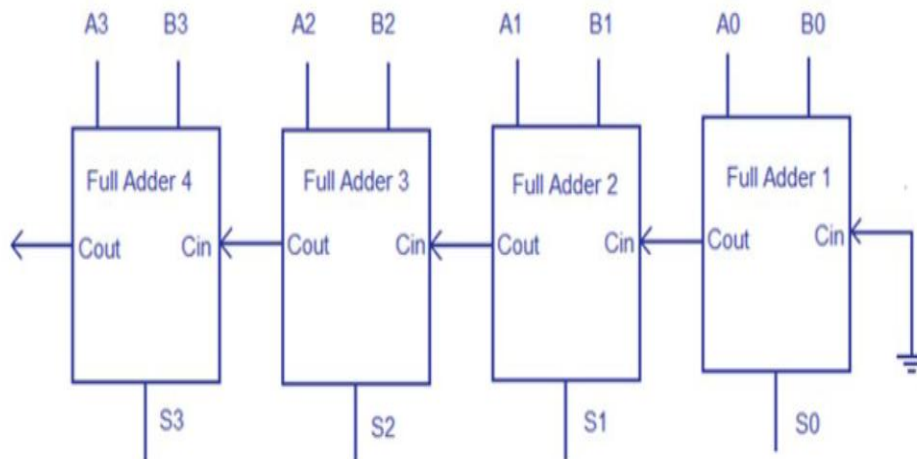 A3 B3 A2 B2 A1 B1 A0 B0
Full Adder 4 Full Adder 3 Full Adder 2 Full Adder 1
Cout Cin Cout Cin Cout Cin Cout Cin
S3 S2 S1 S0